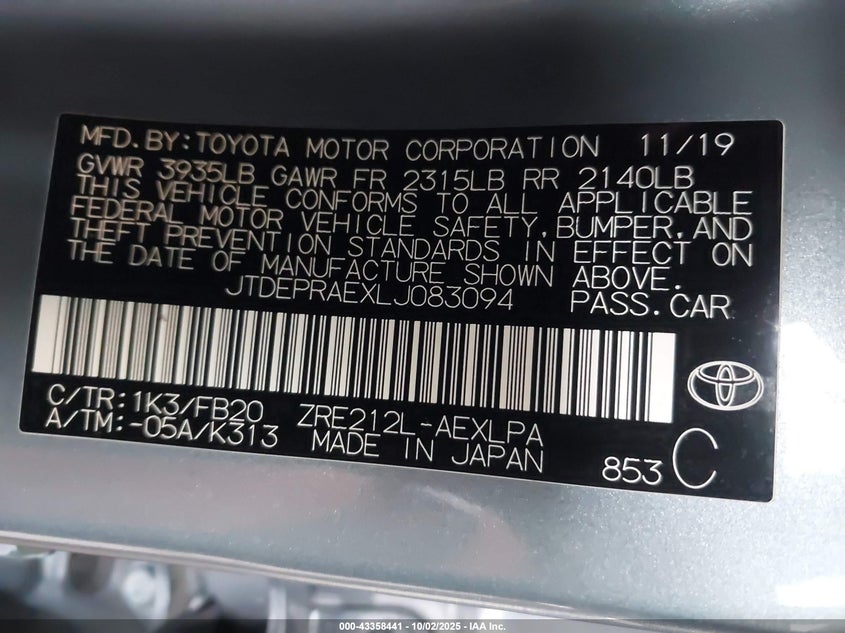 MFD.BY:TOYOTA MOTOR CORPORATION 11/19
GVWR 3935LB GAWR FR 2315LB RR 2140LB
THIS VEHICLE CONFORMS TO ALL APPLICABLE
FEDERAL MOTOR VEHICLE SAFETY,BUMPER,AND
THEFT PREVENTION STANDARDS IN EFFECT ON
THE DATE OF MANUFACTURE SHOWN ABOVE.
JTDEPRAEXLJ083094 PASS.CAR
C/TR:1K3/FB20 ZRE212L-AEXLPA
A/TM:-05A/K313 MADE IN JAPAN 853 C
000-43358441 - 10/02/2025 - IAA Inc.